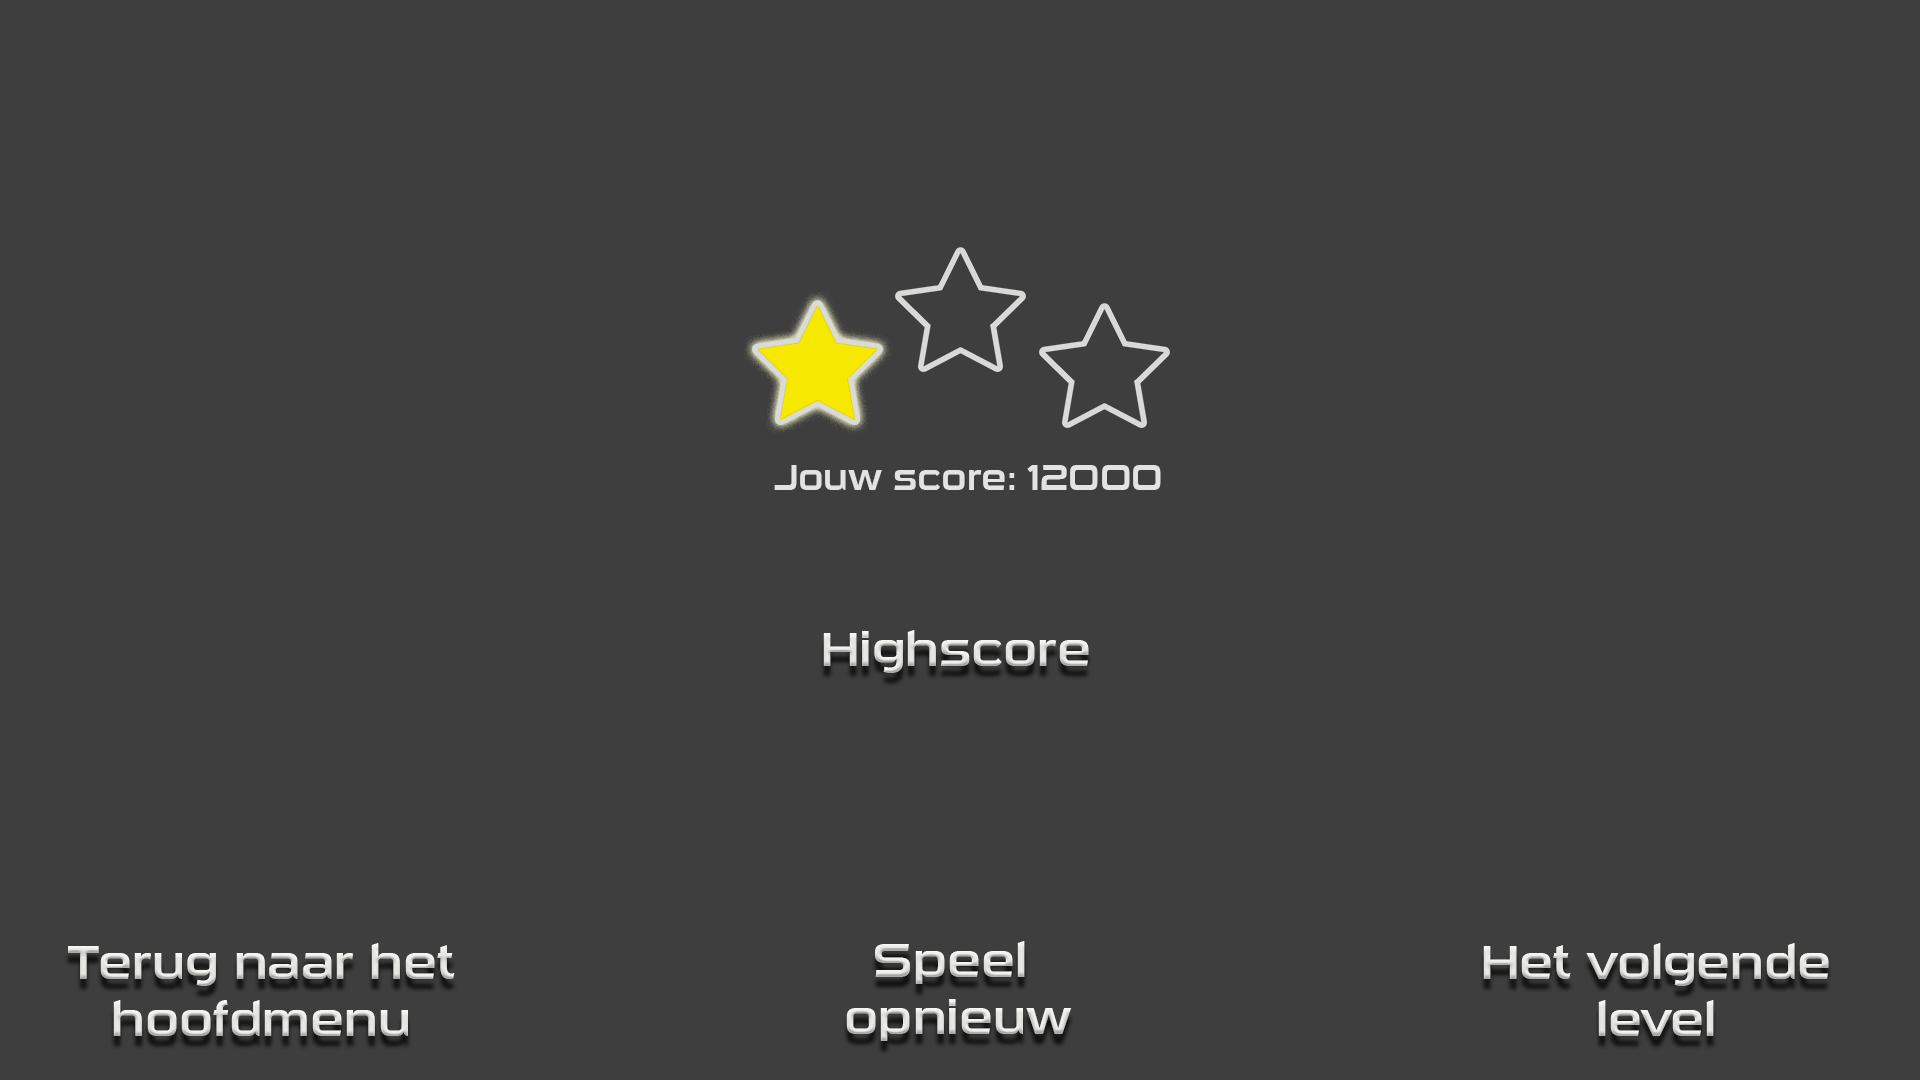 Jouw score: 12000
Highscore
Terug naar het
hoofdmenu
Speel
opnieuw
Het volgende
level